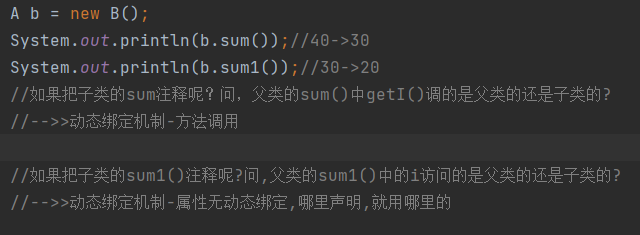 A b = new B();
System.out.println(b.sum());//40->30
System.out.println(b.sum1());//30->20
//如果把子类的sum注释呢？问，父类的sum()中getI()调的是父类的还是子类的?
//-->>动态绑定机制-方法调用
//如果把子类的sum1()注释呢?问,父类的sum1()中的i访问的是父类的还是子类的?
//-->>动态绑定机制-属性无动态绑定,哪里声明,就用哪里的